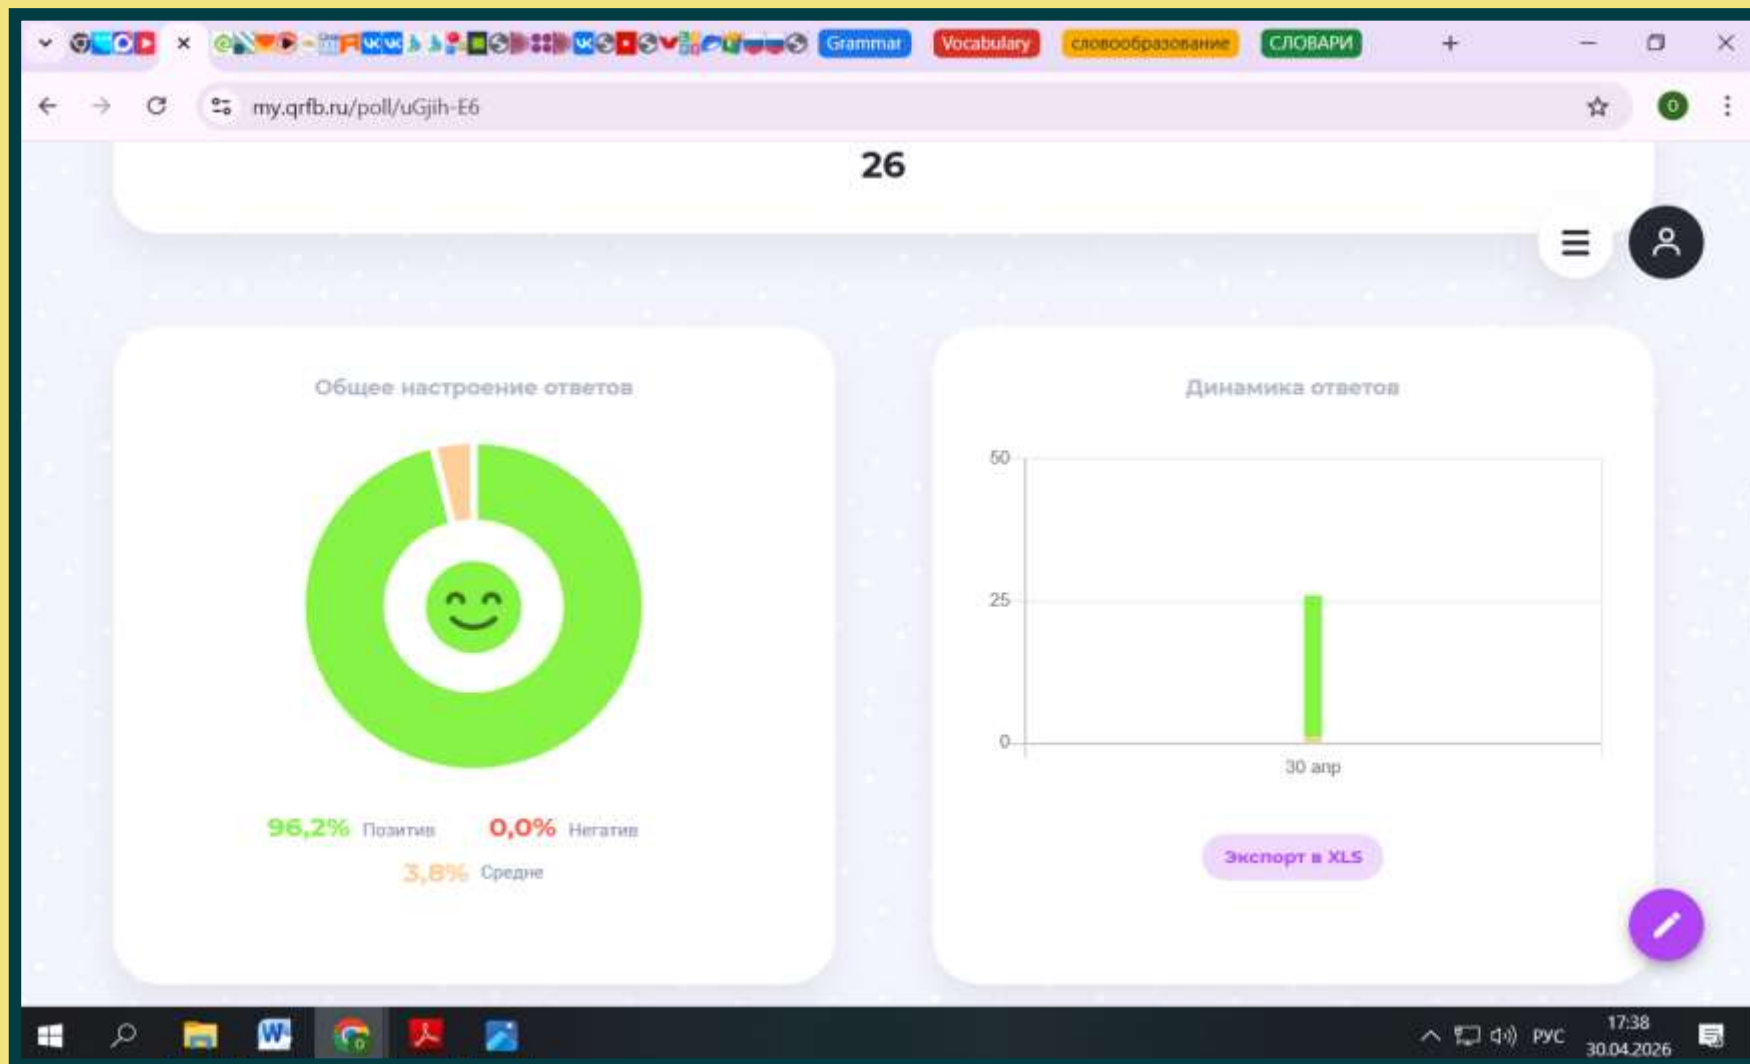 Grammar Vocabulary словообразование СЛОВАРИ
my.qrfb.ru/poll/uGjih-E6
26
Общее настроение ответов
96,2% Позитив 0,0% Негатив
3,8% Средне
Динамика ответов
50
25
0
30 апр
Экспорт в XLS
РУС
17:38
30.04.2026